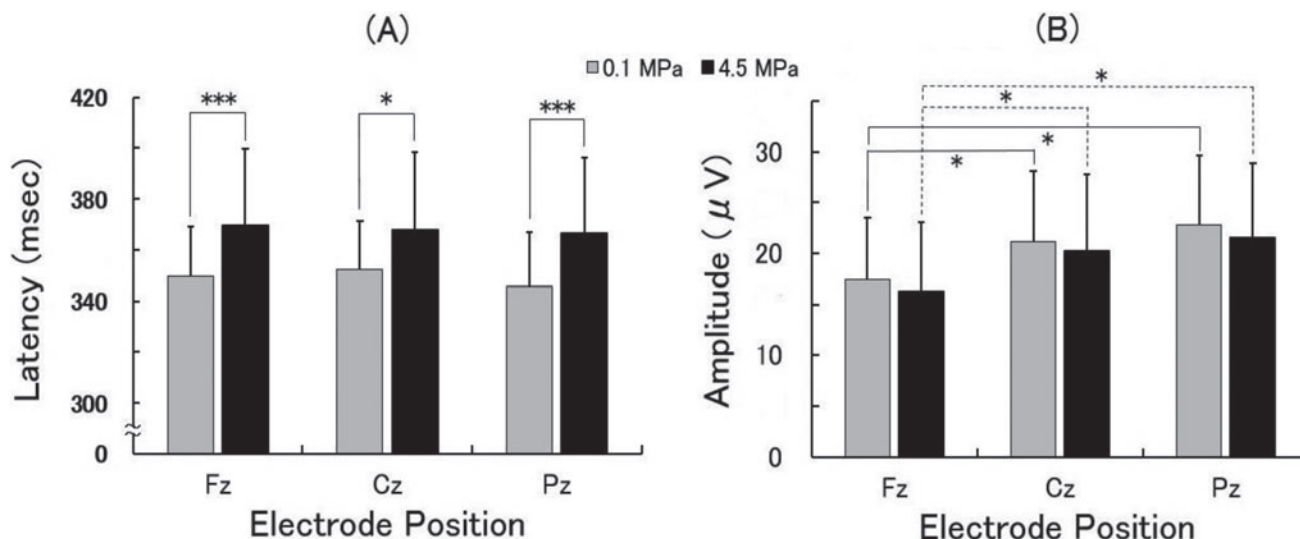 (A)
(B)
0.1 MPa
4.5 MPa
Latency (msec)
420
380
340
300
0
***
*
***
Fz
Cz
Pz
Electrode Position
Amplitude (μV)
30
20
10
0
*
*
*
*
Fz
Cz
Pz
Electrode Position